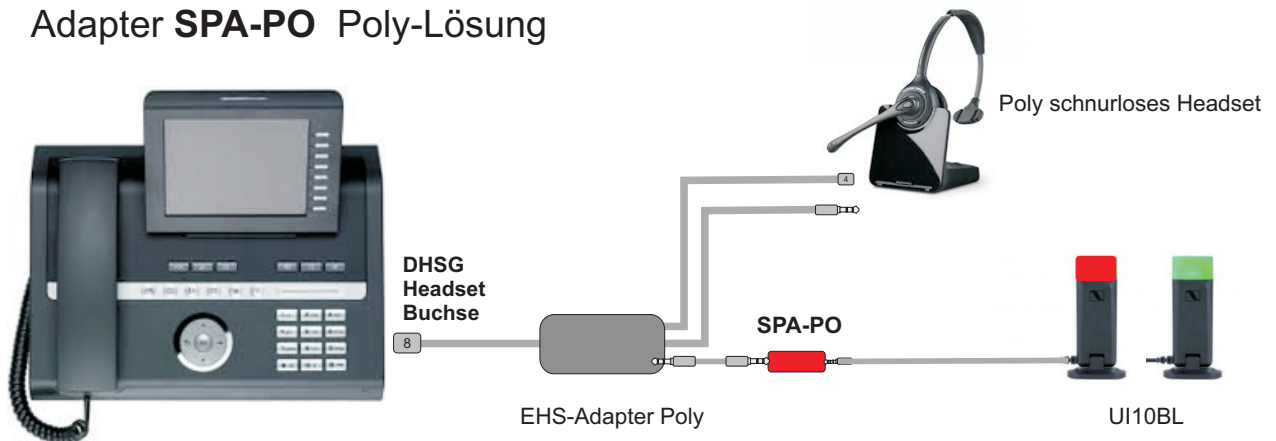 Adapter SPA-PO Poly-Lösung
Poly schnurloses Headset
4
DHSG
Headset
Buchse
8
SPA-PO
EHS-Adapter Poly
UI10BL